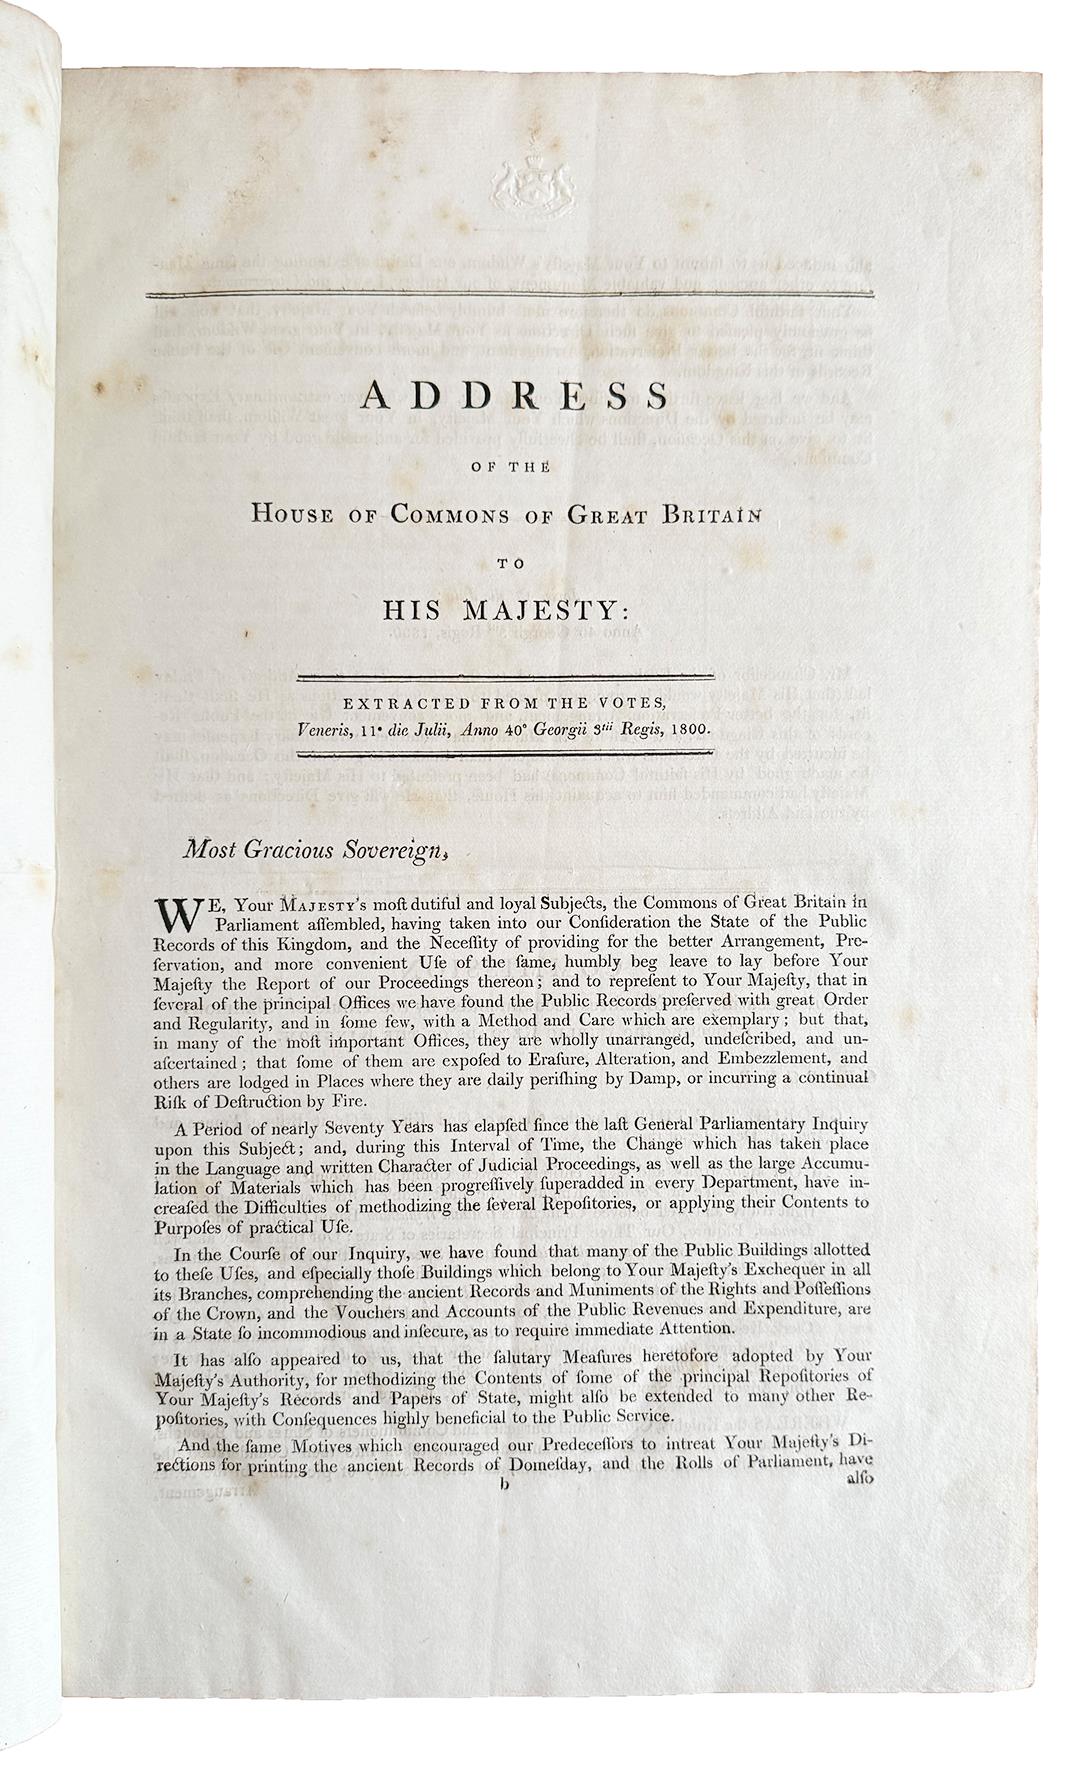 ADDRESS
OF THE
HOUSE OF COMMONS OF GREAT BRITAIN
TO
HIS MAJESTY:
EXTRACTED FROM THE VOTES,
Veneris, 11° die Julii, Anno 40° Georgii 3tii Regis, 1800.
Most Gracious Sovereign,
WE, Your MAJESTY's moſt dutiful and loyal Subjects, the Commons of Great Britain in
Parliament aſſembled, having taken into our Conſideration the State of the Public
Records of this Kingdom, and the Neceſſity of providing for the better Arrangement, Pre-
ſervation, and more convenient Uſe of the ſame, humbly beg leave to lay before Your
Majeſty the Report of our Proceedings thereon; and to repreſent to Your Majeſty, that in
ſeveral of the principal Offices we have found the Public Records preſerved with great Order
and Regularity, and in ſome few, with a Method and Care which are exemplary; but that,
in many of the moſt important Offices, they are wholly unarranged, undeſcribed, and un-
aſcertained; that ſome of them are expoſed to Eraſure, Alteration, and Embezzlement, and
others are lodged in Places where they are daily periſhing by Damp, or incurring a continual
Riſk of Deſtruction by Fire.
A Period of nearly Seventy Years has elapſed ſince the laſt General Parliamentary Inquiry
upon this Subject; and, during this Interval of Time, the Change which has taken place
in the Language and written Character of Judicial Proceedings, as well as the large Accumu-
lation of Materials which has been progreſſively ſuperadded in every Department, have in-
creaſed the Difficulties of methodizing the ſeveral Repoſitories, or applying their Contents to
Purpoſes of practical Uſe.
In the Courſe of our Inquiry, we have found that many of the Public Buildings allotted
to theſe Uſes, and eſpecially thoſe Buildings which belong to Your Majeſty's Exchequer in all
its Branches, comprehending the ancient Records and Muniments of the Rights and Poſſeſſions
of the Crown, and the Vouchers and Accounts of the Public Revenues and Expenditure, are
in a State ſo incommodious and inſecure, as to require immediate Attention.
It has alſo appeared to us, that the ſalutary Meaſures heretofore adopted by Your
Majeſty's Authority, for methodizing the Contents of ſome of the principal Repoſitories of
Your Majeſty's Records and Papers of State, might alſo be extended to many other Re-
poſitories, with Conſequences highly beneficial to the Public Service.
And the ſame Motives which encouraged our Predeceſſors to intreat Your Majeſty's Di-
rections for printing the ancient Records of Domeſday, and the Rolls of Parliament, have
b alſo